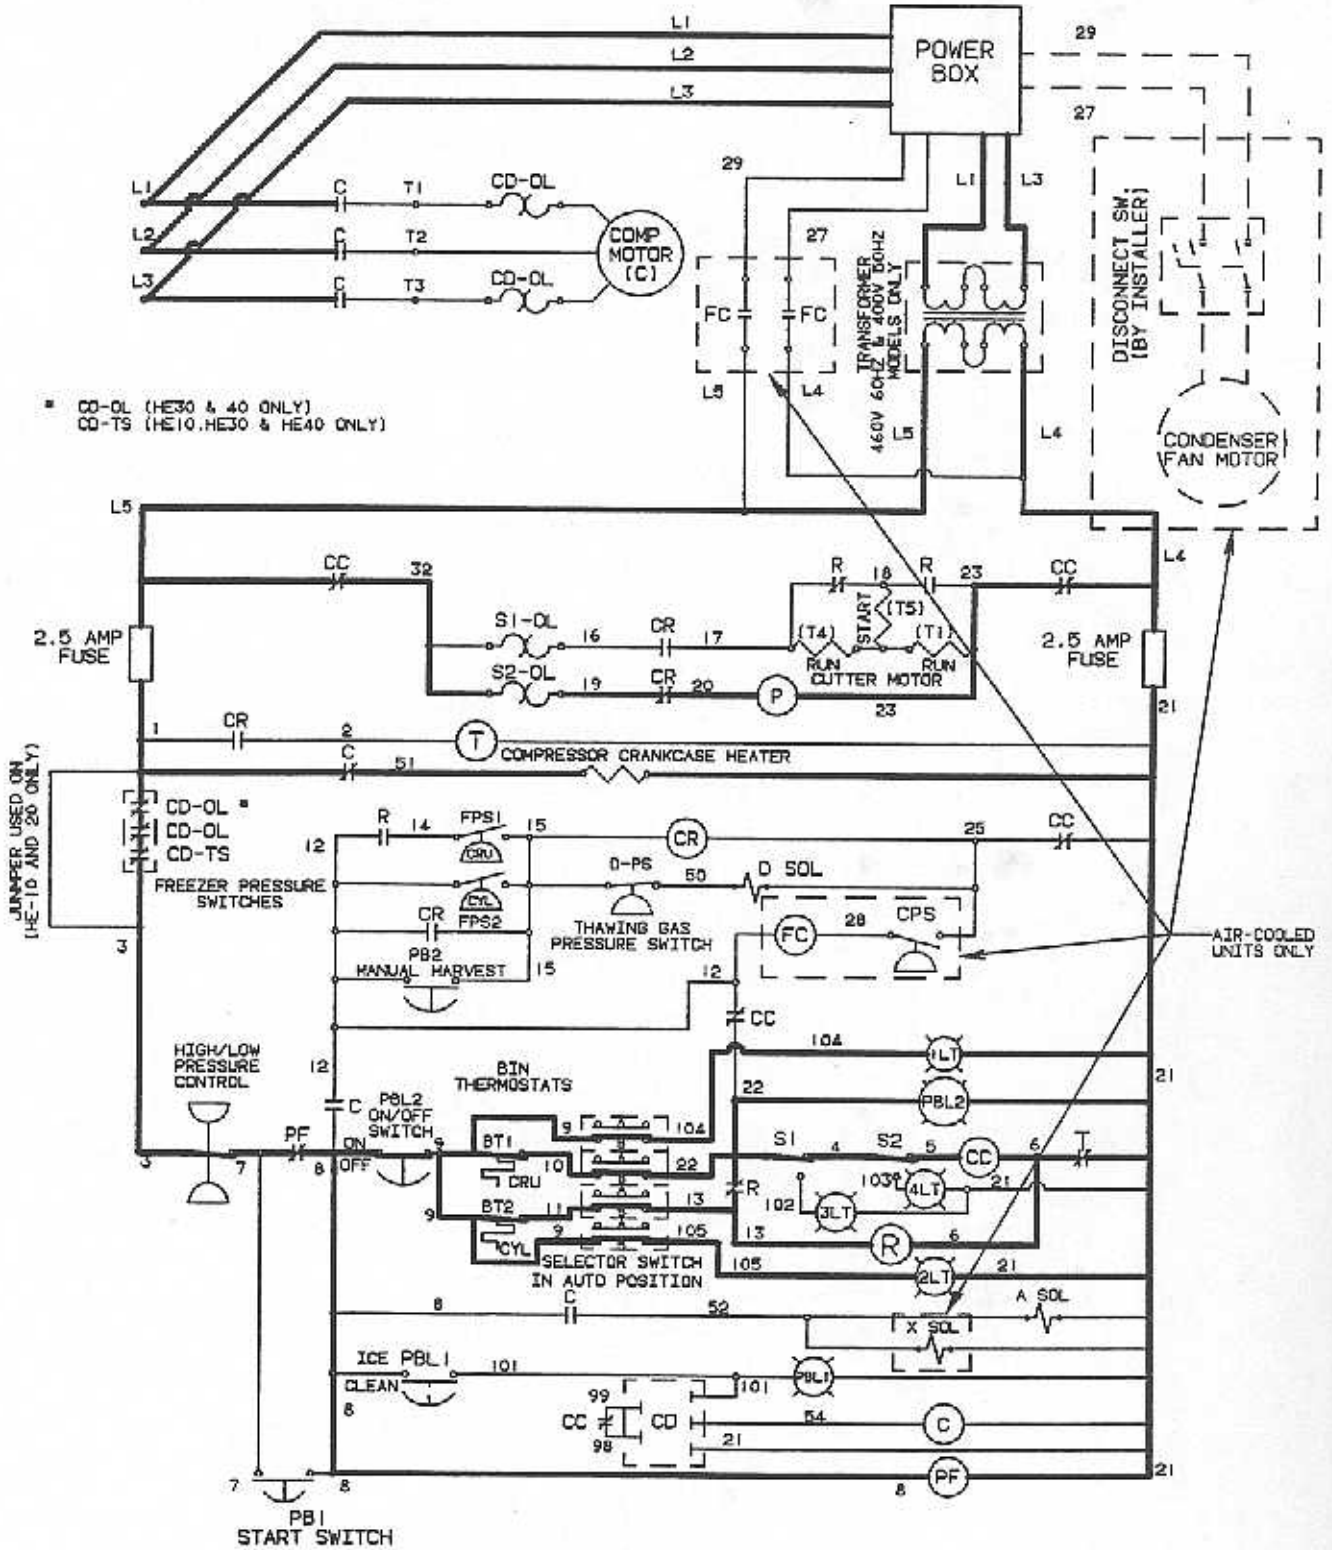 L1
L2
L3
POWER
BOX
29
27
29
L1
L3
L1
C
T1
CO-OL
L2
C
T2
COMP
MOTOR
(C)
L3
C
T3
CO-OL
27
FC
FC
TRANSFORMER
460V 60HZ & 400V 50HZ
MODELS ONLY
DISCONNECT SW.
(BY INSTALLER)
L5
L4
L5
L4
CONDENSER
FAN MOTOR
* CO-OL (HE30 & 40 ONLY)
CO-TS (HE10,HE30 & HE40 ONLY)
L5
L4
CC
32
R
18
R
23
CC
START
(T5)
2.5 AMP
FUSE
S1-OL
16
CR
17
(T4)
(T1)
RUN
RUN
CUTTER MOTOR
2.5 AMP
FUSE
S2-OL
19
CR
20
P
23
21
1
CR
2
T
COMPRESSOR CRANKCASE HEATER
C
51
JUNMPER USED ON
(HE-10 AND 20 ONLY)
CO-OL *
CO-OL
CO-TS
12
R
14
FPS1
CRU
15
CR
25
CC
FREEZER PRESSURE
SWITCHES
CYL
FPS2
D-PS
50
D SOL
THAWING GAS
PRESSURE SWITCH
3
CR
PB2
MANUAL HARVEST
15
12
FC
28
CPS
AIR-COOLED
UNITS ONLY
CC
HIGH/LOW
PRESSURE
CONTROL
12
BIN
THERMOSTATS
104
1LT
21
C
PBL2
ON/OFF
SWITCH
22
PBL2
3
7
PF
8
ON
OFF
9
BT1
CRU
9
104
10
22
S1
4
S2
5
CC
6
T
9
BT2
CYL
11
13
R
102
3LT
103
4LT
21
9
105
13
R
6
SELECTOR SWITCH
IN AUTO POSITION
105
2LT
21
8
C
52
X SOL
A SOL
ICE
PBL1
CLEAN
101
101
PBL1
8
99
CC
98
CO
54
C
21
7
8
8
PF
21
PB1
START SWITCH